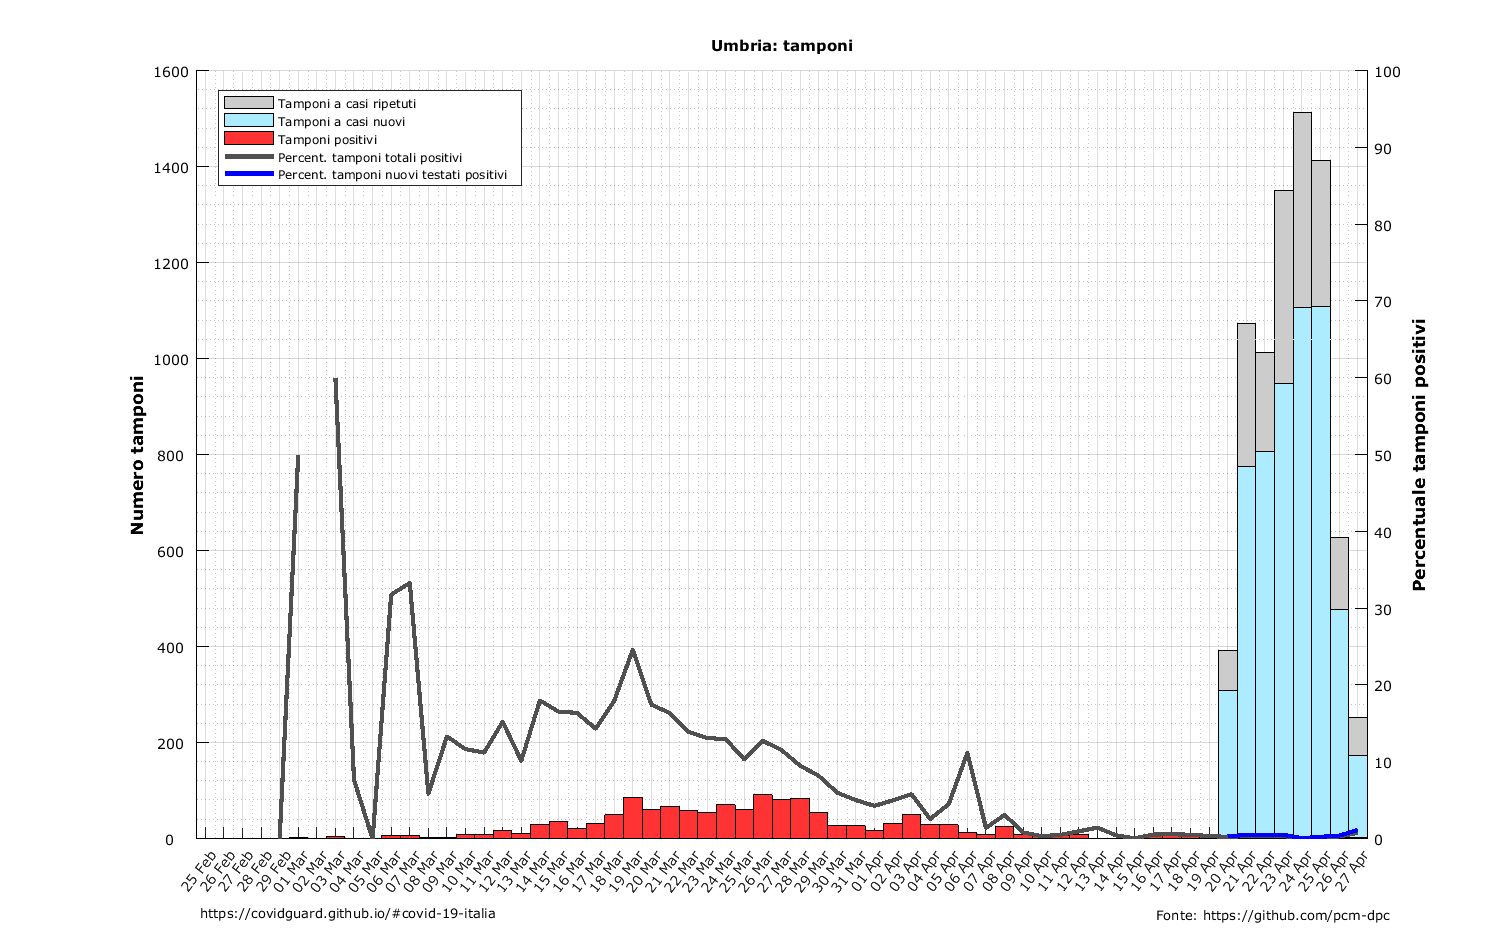 Umbria: tamponi
1600
1400
1200
1000
800
600
400
200
0
Numero tamponi
100
90
80
70
60
50
40
30
20
10
0
Percentuale tamponi positivi
Tamponi a casi ripetuti
Tamponi a casi nuovi
Tamponi positivi
Percent. tamponi totali positivi
Percent. tamponi nuovi testati positivi
25 Feb
26 Feb
27 Feb
28 Feb
29 Feb
01 Mar
02 Mar
03 Mar
04 Mar
05 Mar
06 Mar
07 Mar
08 Mar
09 Mar
10 Mar
11 Mar
12 Mar
13 Mar
14 Mar
15 Mar
16 Mar
17 Mar
18 Mar
19 Mar
20 Mar
21 Mar
22 Mar
23 Mar
24 Mar
25 Mar
26 Mar
27 Mar
28 Mar
29 Mar
30 Mar
31 Mar
01 Apr
02 Apr
03 Apr
04 Apr
05 Apr
06 Apr
07 Apr
08 Apr
09 Apr
10 Apr
11 Apr
12 Apr
13 Apr
14 Apr
15 Apr
16 Apr
17 Apr
18 Apr
19 Apr
20 Apr
21 Apr
22 Apr
23 Apr
24 Apr
25 Apr
26 Apr
27 Apr
https://covidguard.github.io/#covid-19-italia
Fonte: https://github.com/pcm-dpc